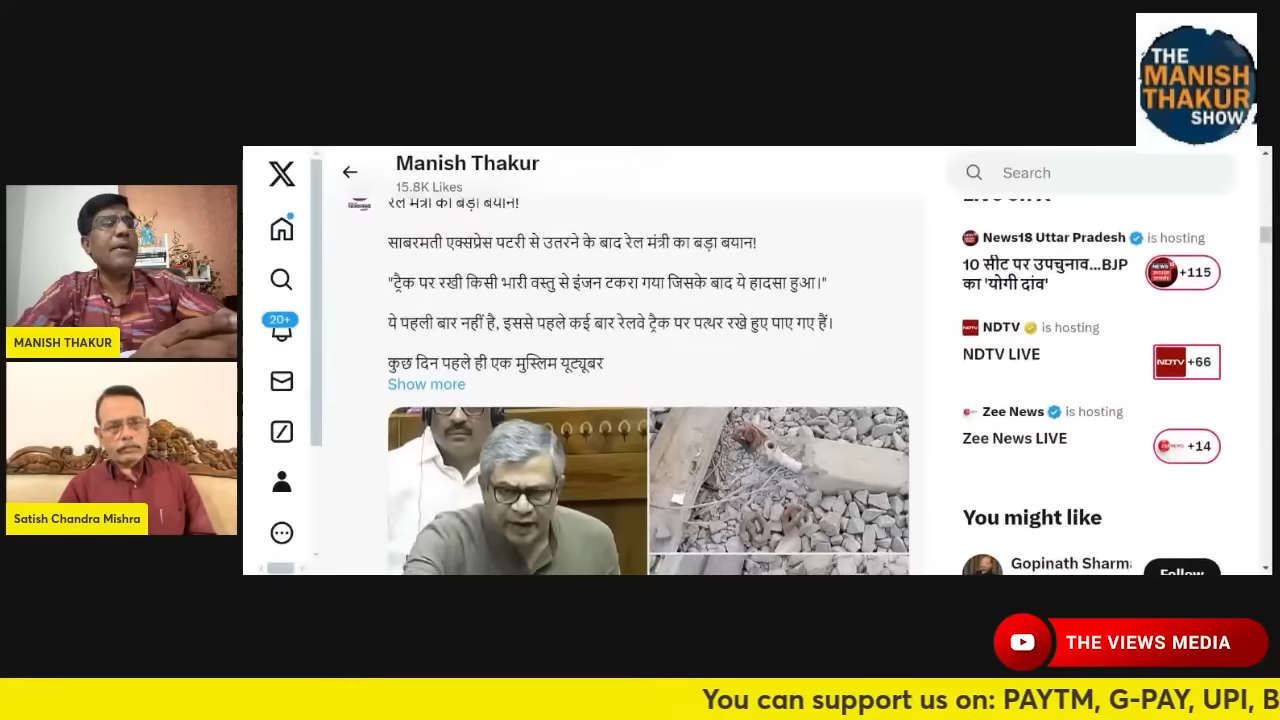 THE
MANISH
THAKUR
SHOW
Manish Thakur
15.8K Likes
Search
रेल मंत्री का बड़ा बयान!
साबरमती एक्सप्रेस पटरी से उतरने के बाद रेल मंत्री का बड़ा बयान!
"ट्रैक पर रखी किसी भारी वस्तु से इंजन टकरा गया जिसके बाद ये हादसा हुआ।"
ये पहली बार नहीं है, इससे पहले कई बार रेलवे ट्रैक पर पत्थर रखे हुए पाए गए हैं।
कुछ दिन पहले ही एक मुस्लिम यूट्यूबर
Show more
20+
News18 Uttar Pradesh is hosting
10 सीट पर उपचुनाव...BJP
का 'योगी दांव'
+115
NDTV is hosting
NDTV LIVE
NDTV +66
Zee News is hosting
Zee News LIVE
+14
You might like
Gopinath Sharma
Follow
MANISH THAKUR
Satish Chandra Mishra
THE VIEWS MEDIA
You can support us on: PAYTM, G-PAY, UPI, B